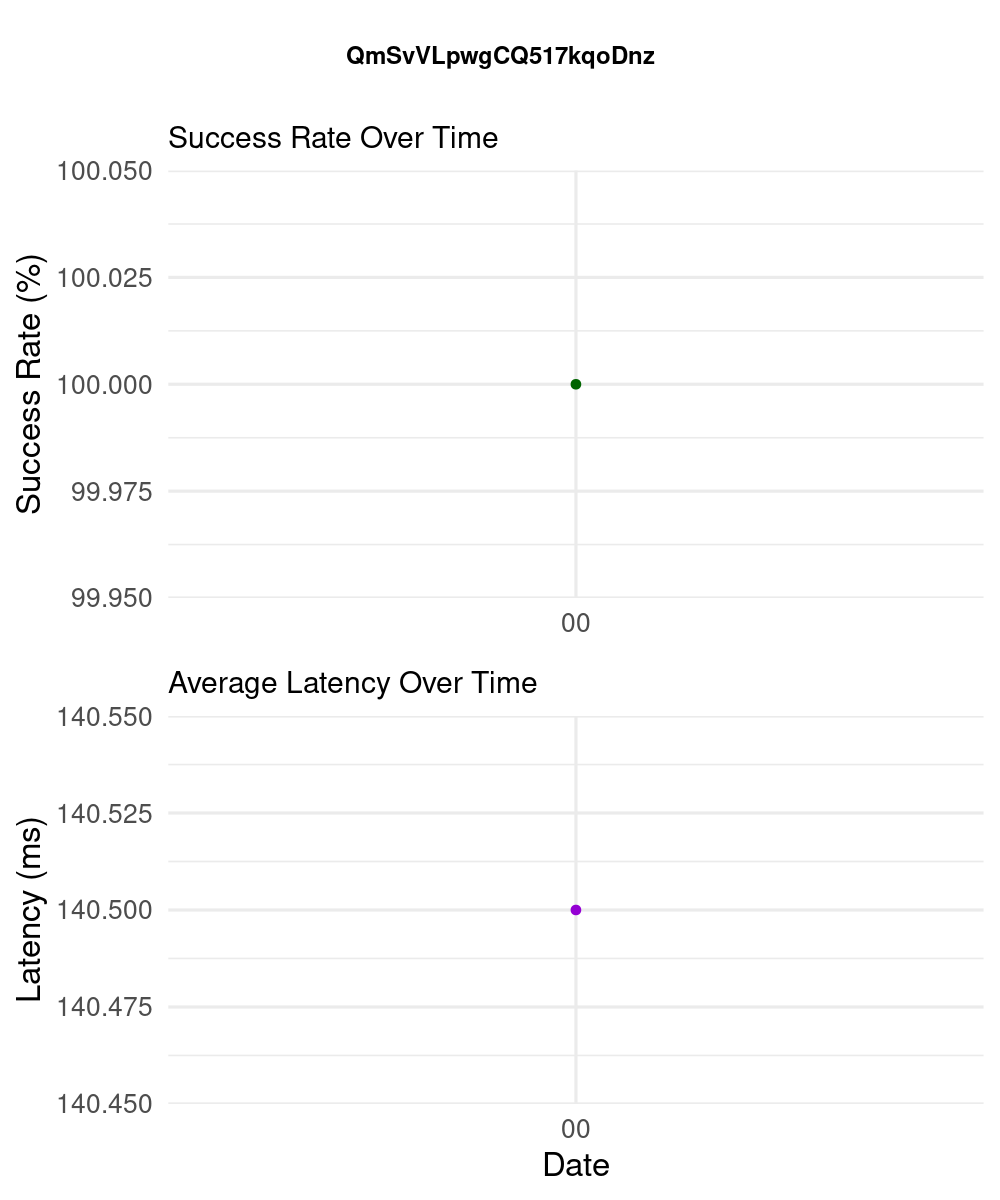 QmSvVLpwgCQ517kqoDnz
Success Rate Over Time
Success Rate (%)
100.050
100.025
100.000
99.975
99.950
00
Average Latency Over Time
Latency (ms)
140.550
140.525
140.500
140.475
140.450
00
Date